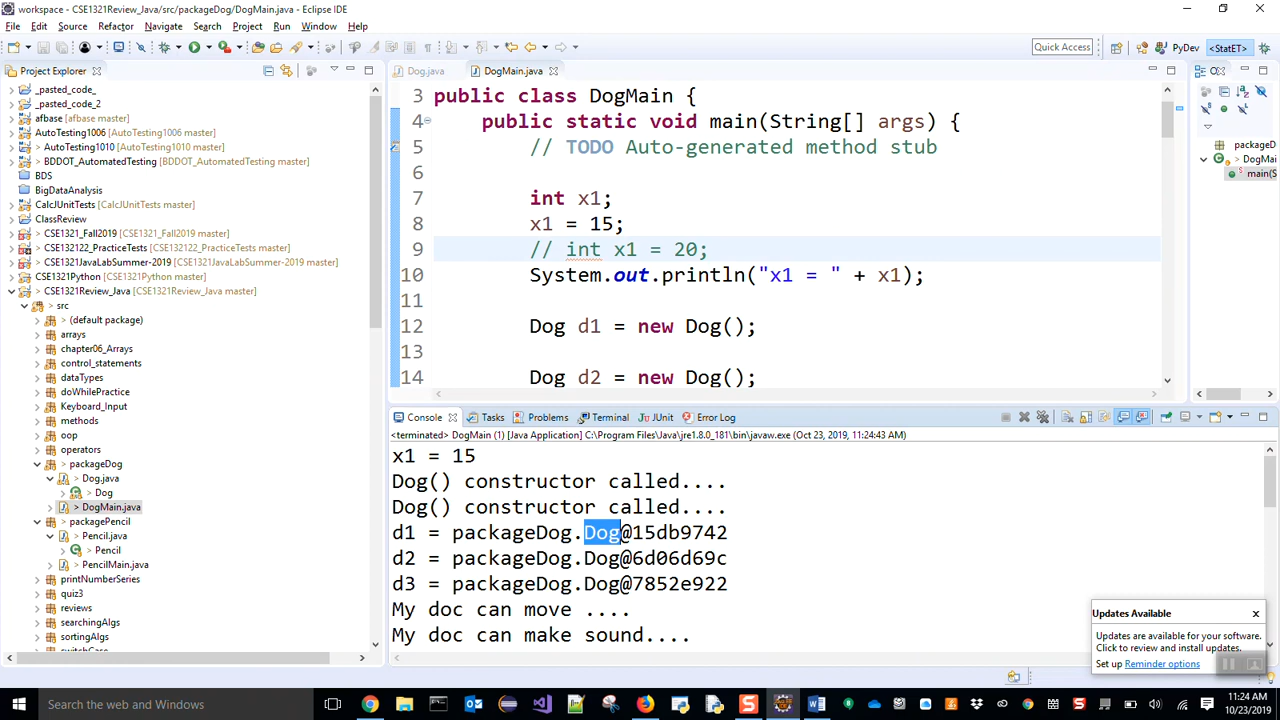 workspace - CSE1321Review_Java/src/packageDog/DogMain.java - Eclipse IDE
File Edit Source Refactor Navigate Search Project Run Window Help
Quick Access
PyDev
<StatET>
Project Explorer
_pasted_code_
_pasted_code_2
> afbase (afbase master)
AutoTesting1006 (AutoTesting1006 master)
> AutoTesting1010 (AutoTesting1010 master)
> BDDOT_AutomatedTesting (BDDOT_AutomatedTesting master)
BDS
BigDataAnalysis
CalcJUnitTests (CalcJUnitTests master)
ClassReview
> CSE1321_Fall2019 (CSE1321_Fall2019 master)
> CSE132122_PracticeTests (CSE132122_PracticeTests master)
> CSE1321JavaLabSummer-2019 (CSE1321JavaLabSummer-2019 master)
CSE1321Python (CSE1321Python master)
> CSE1321Review_Java (CSE1321Review_Java master)
> src
> (default package)
arrays
chapter06_Arrays
control_statements
dataTypes
doWhilePractice
Keyboard_Input
methods
oop
operators
> packageDog
Dog.java
Dog
> DogMain.java
> packagePencil
> Pencil.java
> Pencil
> PencilMain.java
printNumberSeries
quiz3
reviews
searchingAlgs
sortingAlgs
switchCase
Dog.java
DogMain.java
3 public class DogMain {
4 public static void main(String[] args) {
5 // TODO Auto-generated method stub
6
7 int x1;
8 x1 = 15;
9 // int x1 = 20;
10 System.out.println("x1 = " + x1);
11
12 Dog d1 = new Dog();
13
14 Dog d2 = new Dog();
packageD
DogMai
main(S
Console Tasks Problems Terminal JUnit Error Log
<terminated> DogMain (1) [Java Application] C:\Program Files\Java\jre1.8.0_181\bin\javaw.exe (Oct 23, 2019, 11:24:43 AM)
x1 = 15
Dog() constructor called....
Dog() constructor called....
d1 = packageDog.Dog@15db9742
d2 = packageDog.Dog@6d06d69c
d3 = packageDog.Dog@7852e922
My doc can move ....
My doc can make sound....
Updates Available
Updates are available for your software.
Click to review and install updates.
Set up Reminder options
Search Windows
11:24 AM
10/23/2019